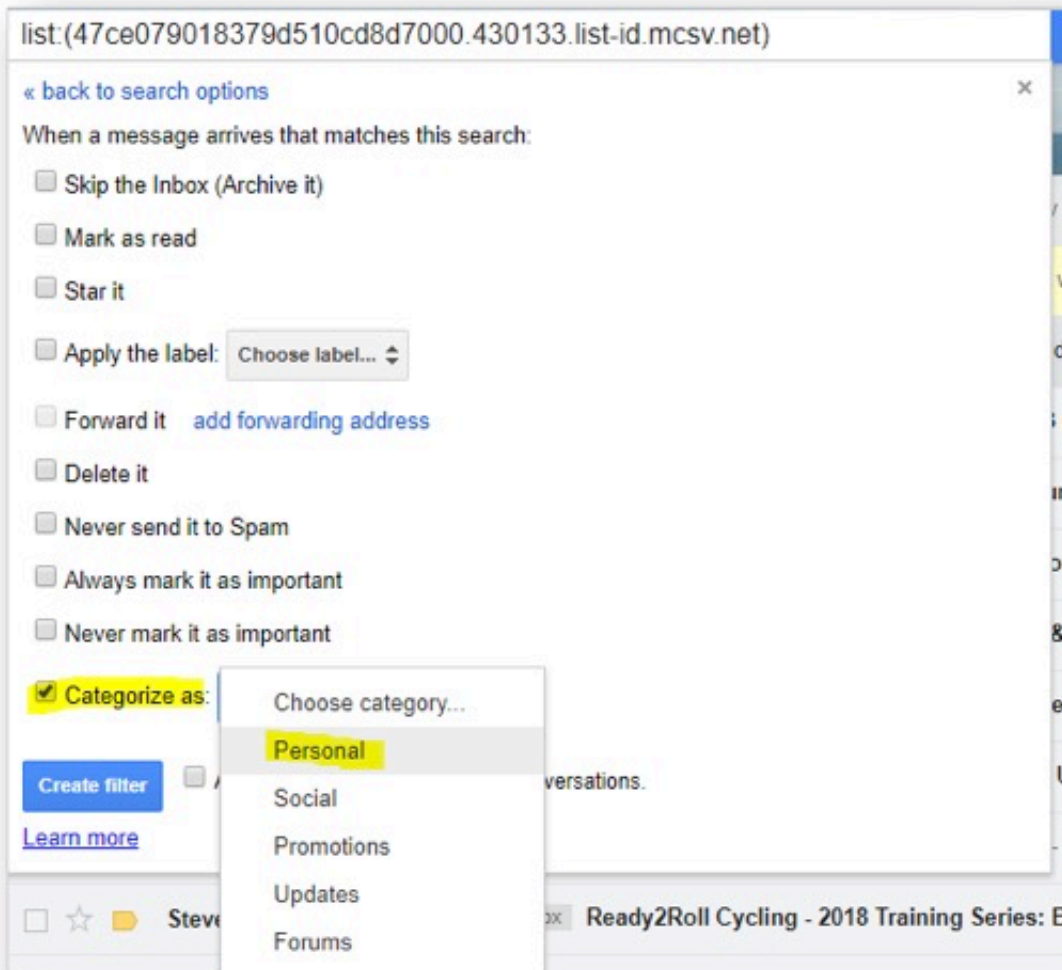 list:(47ce079018379d510cd8d7000.430133.list-id.mcsv.net)
« back to search options ×
When a message arrives that matches this search:
Skip the Inbox (Archive it)
Mark as read
Star it
Apply the label: Choose label...
Forward it add forwarding address
Delete it
Never send it to Spam
Always mark it as important
Never mark it as important
Categorize as:
Choose category...
Personal
Create filter versations.
Social
Learn more
Promotions
Updates
Steve Ready2Roll Cycling - 2018 Training Series:
Forums